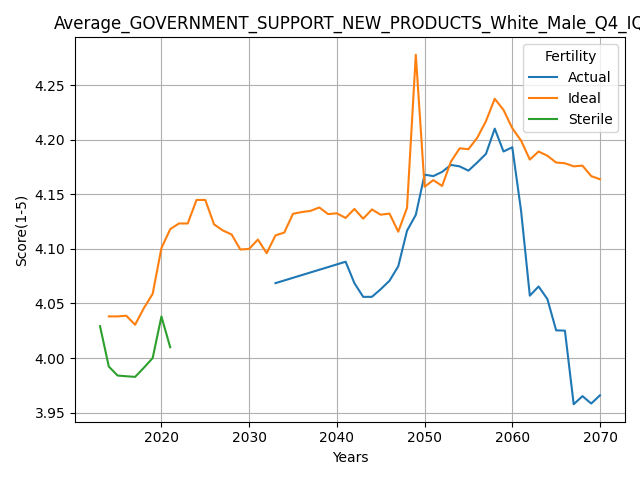 Average_GOVERNMENT_SUPPORT_NEW_PRODUCTS_White_Male_Q4_IQ
Fertility
Actual
Ideal
Sterile
Score(1-5)
4.25
4.20
4.15
4.10
4.05
4.00
3.95
2020 2030 2040 2050 2060 2070
Years